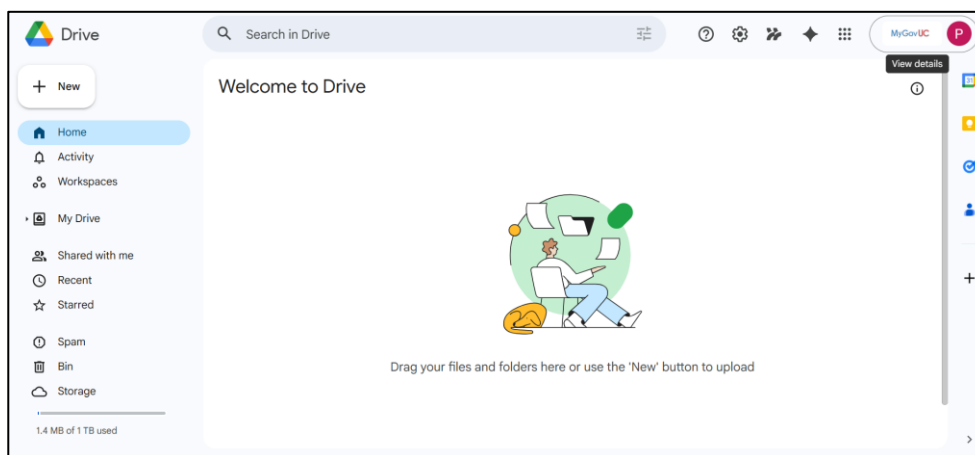 Drive
Search in Drive
MyGovUC
P
View details
New
Welcome to Drive
Home
Activity
Workspaces
My Drive
Shared with me
Recent
Starred
Spam
Bin
Storage
1.4 MB of 1 TB used
Drag your files and folders here or use the 'New' button to upload
31